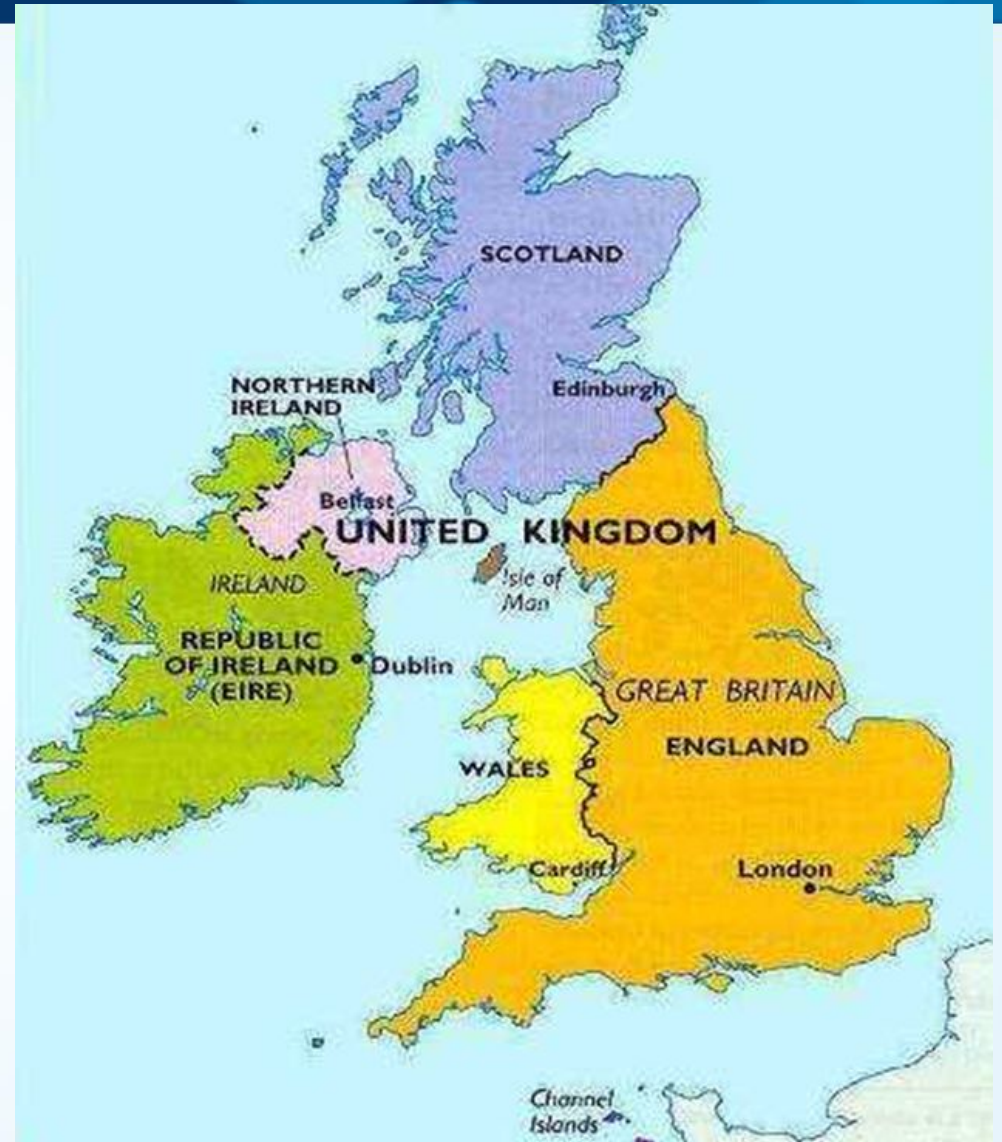 SCOTLAND
Edinburgh
NORTHERN
IRELAND
Belfast
UNITED KINGDOM
Isle of
Man
IRELAND
REPUBLIC
OF IRELAND
(EIRE)
Dublin
GREAT BRITAIN
ENGLAND
WALES
Cardiff
London
Channel
Islands